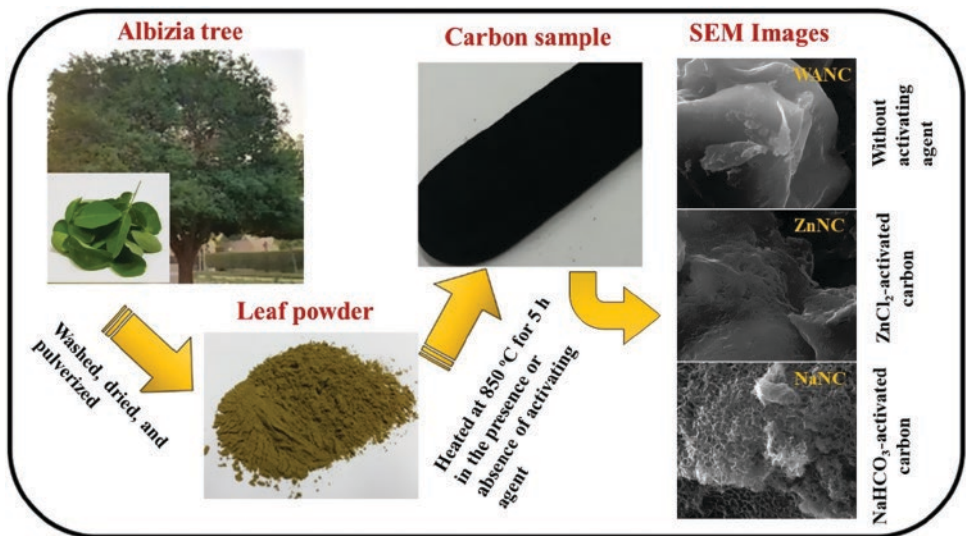 Albizia tree
Washed, dried, and
pulverized
Leaf powder
Heated at 850 °C for 5 h
in the presence or
absence of activating
agent
Carbon sample
SEM Images
WANC
Without
activating
agent
ZnNC
ZnCl₂-activated
carbon
NaNC
NaHCO₃-activated
carbon